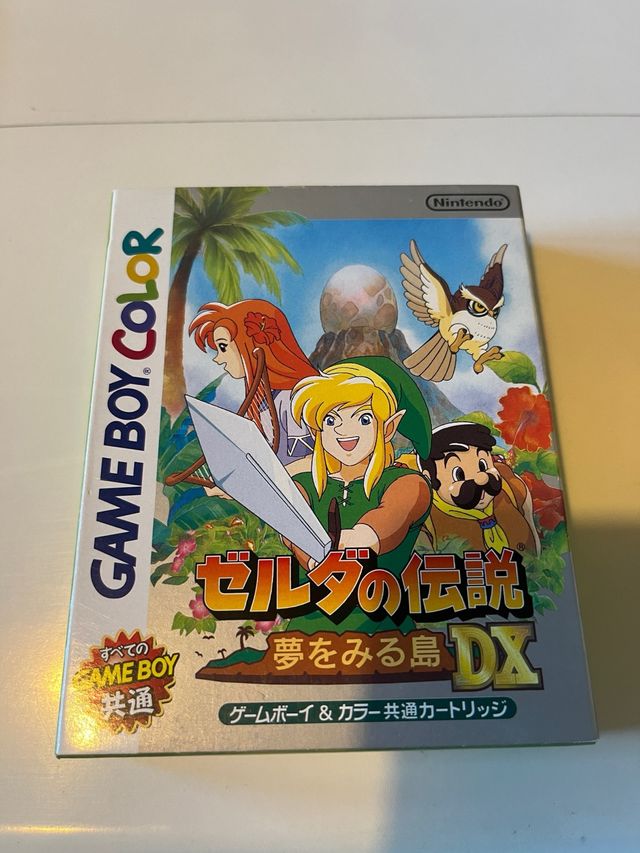 Nintendo
GAME BOY COLOR
ゼルダの伝説
夢をみる島 DX
すべての
GAME BOY
共通
ゲームボーイ & カラー共通カートリッジ